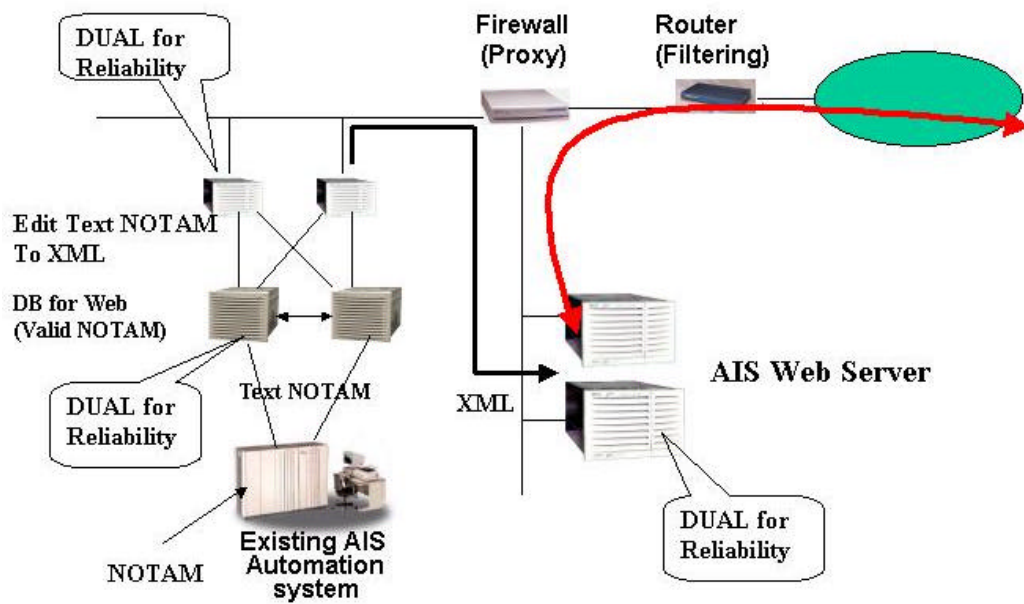 DUAL for
Reliability
Firewall
(Proxy)
Router
(Filtering)
Edit Text NOTAM
To XML
DB for Web
(Valid NOTAM)
DUAL for
Reliability
Text NOTAM
XML
AIS Web Server
DUAL for
Reliability
NOTAM
Existing AIS
Automation
system